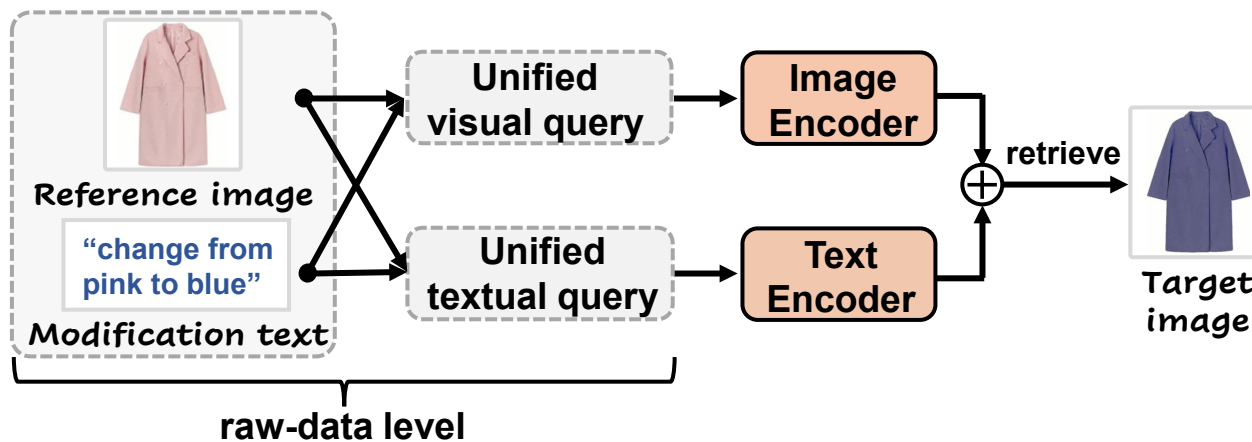 Reference image
“change from
pink to blue”
Modification text
raw-data level
Unified
visual query
Unified
textual query
Image
Encoder
Text
Encoder
retrieve
Target
image